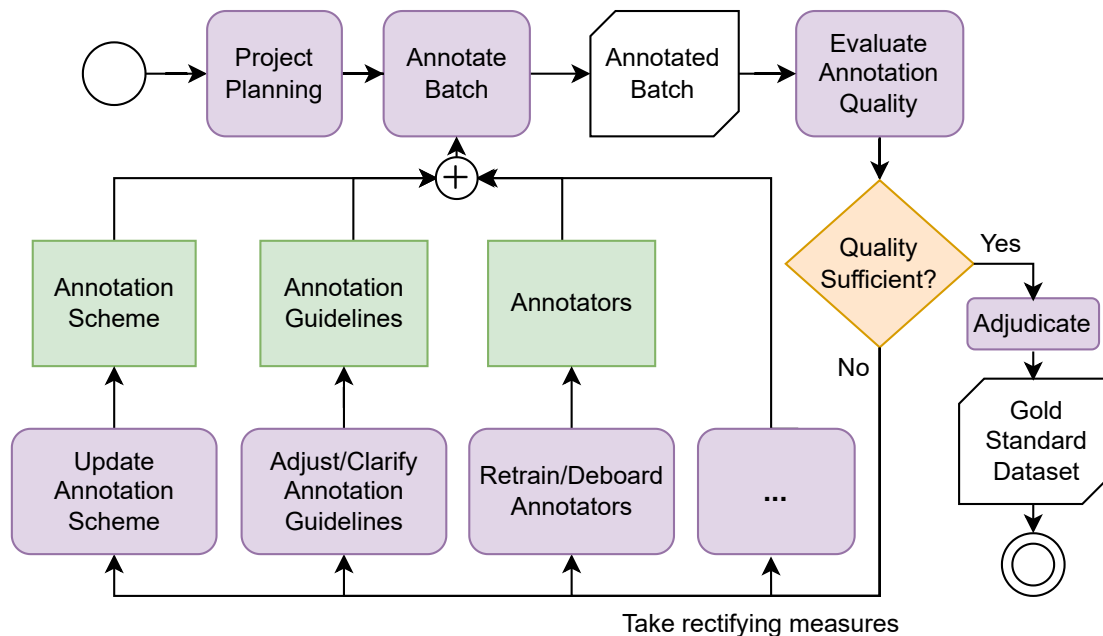 Project
Planning
Annotate
Batch
Annotated
Batch
Evaluate
Annotation
Quality
Quality
Sufficient?
Yes
No
Adjudicate
Gold
Standard
Dataset
Annotation
Scheme
Annotation
Guidelines
Annotators
Update
Annotation
Scheme
Adjust/Clarify
Annotation
Guidelines
Retrain/Deboard
Annotators
...
Take rectifying measures